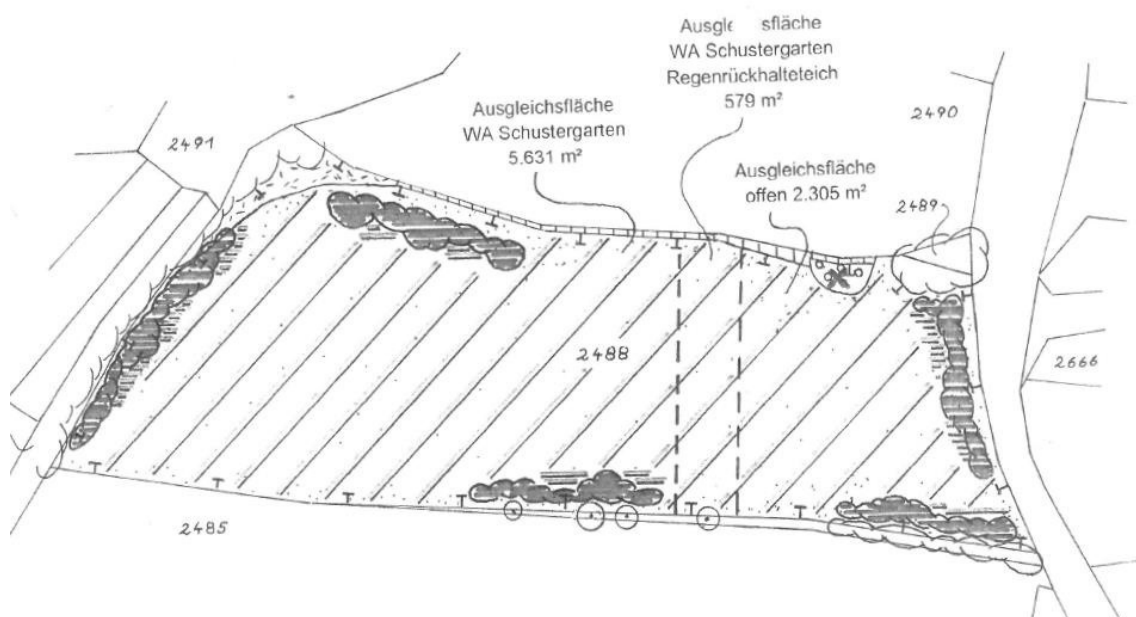 Ausgle sfläche
WA Schustergarten
Regenrückhalteteich
579 m²
Ausgleichsfläche
WA Schustergarten
5.631 m²
Ausgleichsfläche
offen 2.305 m²
2491
2490
2489
2488
2666
2485